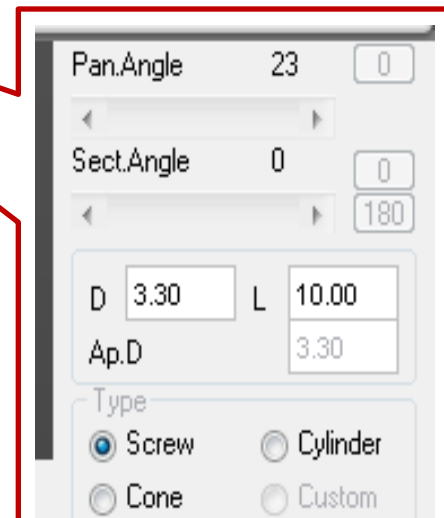 Pan.Angle 23 0
Sect.Angle 0 0
180
D 3.30 L 10.00
Ap.D 3.30
Type
Screw Cylinder
Cone Custom